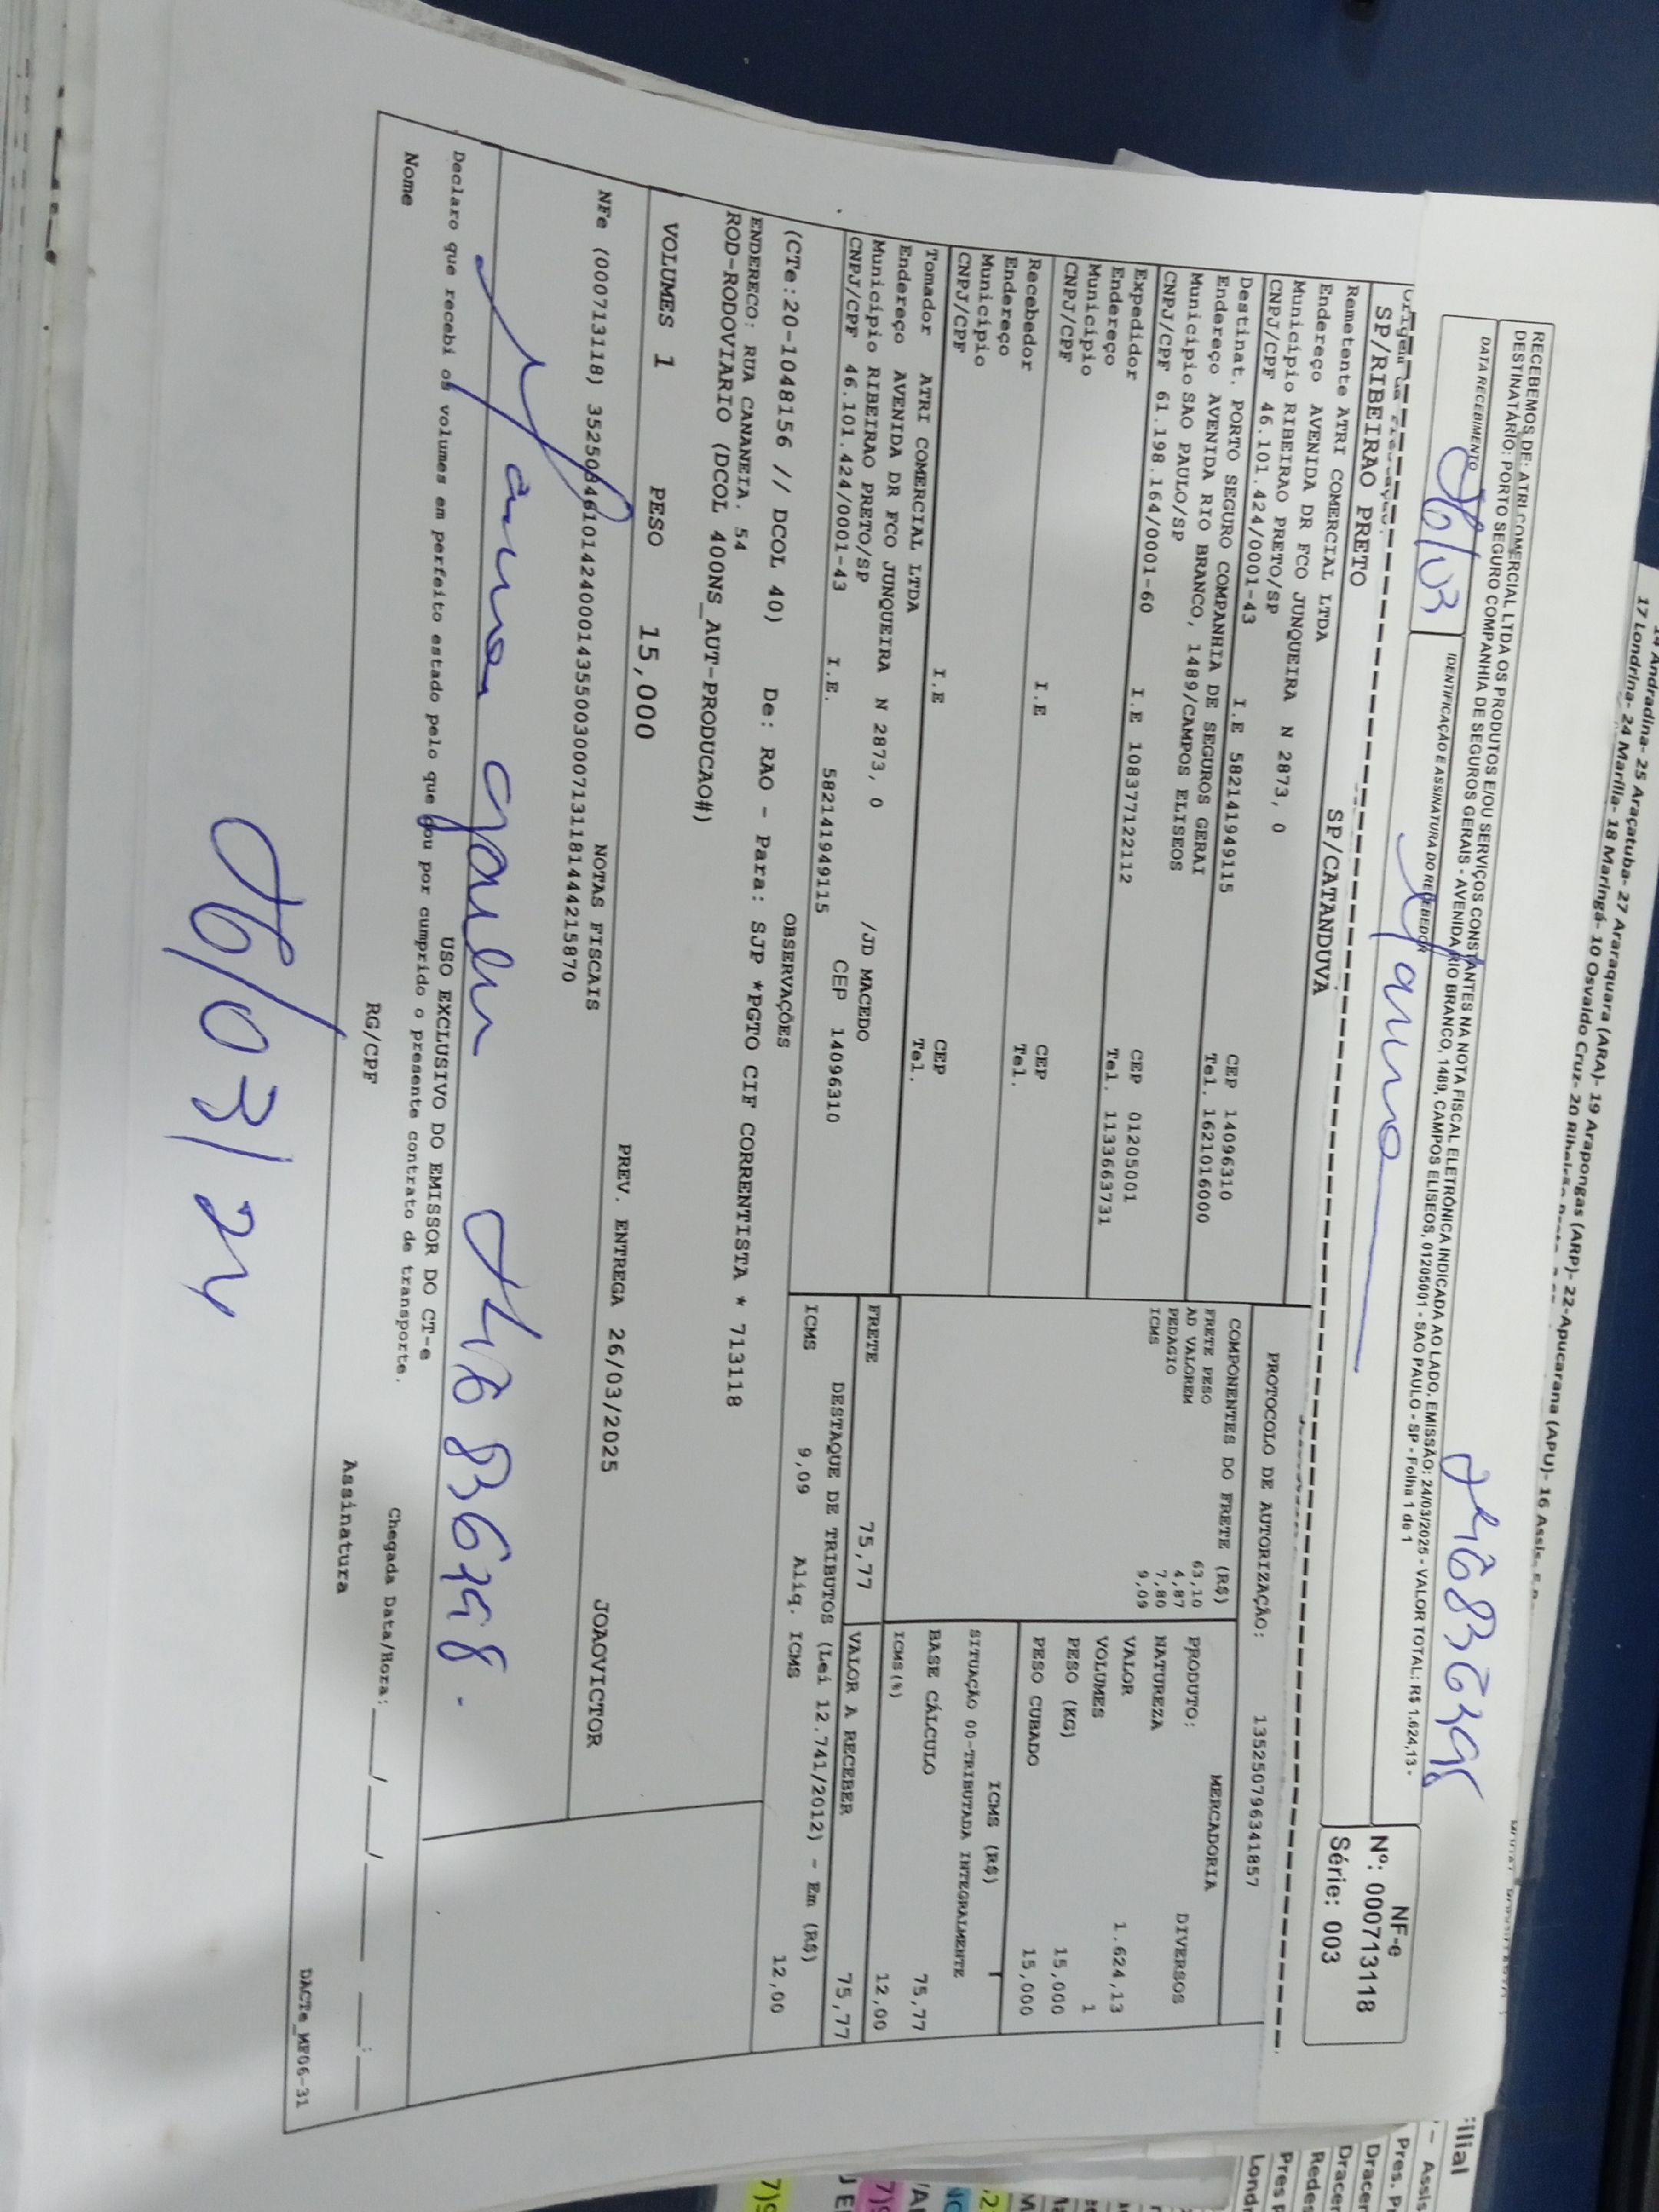 14 Andradina- 25 Araçatuba- 27 Araraquara (ARA)- 19 Arapongas (ARP)- 22-Apucarana (APU)- 16 Assis-
17 Londrina- 24 Marília- 18 Maringá- 10 Osvaldo Cruz- 20
RECEBEMOS DE: ATRI COMERCIAL LTDA OS PRODUTOS E/OU SERVIÇOS CONSTANTES NA NOTA FISCAL ELETRÔNICA INDICADA AO LADO. EMISSÃO: 24/03/2025 - VALOR TOTAL: R$ 1.624,13 -
DESTINATÁRIO: PORTO SEGURO COMPANHIA DE SEGUROS GERAIS - AVENIDA RIO BRANCO, 1489, CAMPOS ELISEOS, 01205001 - SAO PAULO - SP - Folha 1 de 1
DATA RECEBIMENTO
IDENTIFICAÇÃO E ASSINATURA DO RECEBEDOR
NF-e
Nº: 000713118
Série: 003
Origem da Prestação:
SP/RIBEIRAO PRETO
SP/CATANDUVA
Remetente ATRI COMERCIAL LTDA
Endereço AVENIDA DR FCO JUNQUEIRA N 2873, 0
Município RIBEIRAO PRETO/SP CEP 14096310
CNPJ/CPF 46.101.424/0001-43 I.E 582141949115 Tel. 1621016000
Destinat. PORTO SEGURO COMPANHIA DE SEGUROS GERAI
Endereço AVENIDA RIO BRANCO, 1489/CAMPOS ELISEOS
Município SAO PAULO/SP CEP 01205001
CNPJ/CPF 61.198.164/0001-60 I.E 108377122112 Tel. 1133663731
Expedidor
Endereço
Município CEP
CNPJ/CPF I.E Tel.
Recebedor
Endereço
Município CEP
CNPJ/CPF I.E Tel.
Tomador ATRI COMERCIAL LTDA
Endereço AVENIDA DR FCO JUNQUEIRA N 2873, 0 /JD MACEDO
Município RIBEIRAO PRETO/SP CEP 14096310
CNPJ/CPF 46.101.424/0001-43 I.E. 582141949115
PROTOCOLO DE AUTORIZAÇÃO: 135250796341857
COMPONENTES DO FRETE (R$)
FRETE PESO 63,10
AD VALOREM 4,87
PEDAGIO 7,80
ICMS 9,09
MERCADORIA
PRODUTO: DIVERSOS
NATUREZA
VALOR 1.624,13
VOLUMES 1
PESO (KG) 15,000
PESO CUBADO 15,000
ICMS (R$)
SITUAÇÃO 00-TRIBUTADA INTEGRALMENTE
BASE CÁLCULO 75,77
ICMS(%) 12,00
FRETE 75,77
VALOR A RECEBER 75,77
DESTAQUE DE TRIBUTOS (Lei 12.741/2012) - Em (R$)
ICMS 9,09 Aliq. ICMS 12,00
OBSERVAÇÕES
(CTe:20-1048156 // DCOL 40) De: RAO - Para: SJP *PGTO CIF CORRENTISTA * 713118
ENDERECO: RUA CANANEIA. 54
ROD-RODOVIARIO (DCOL 400NS_AUT-PRODUCAO#)
VOLUMES 1 PESO 15,000 PREV. ENTREGA 26/03/2025 JOAOVICTOR
NOTAS FISCAIS
NFe (000713118) 35250346101424000143550030007131181444215870
USO EXCLUSIVO DO EMISSOR DO CT-e
Declaro que recebi os volumes em perfeito estado pelo que dou por cumprido o presente contrato de transporte.
Chegada Data/Hora: ___/___/____ __:__
Nome RG/CPF Assinatura
DACTe_MF06-31